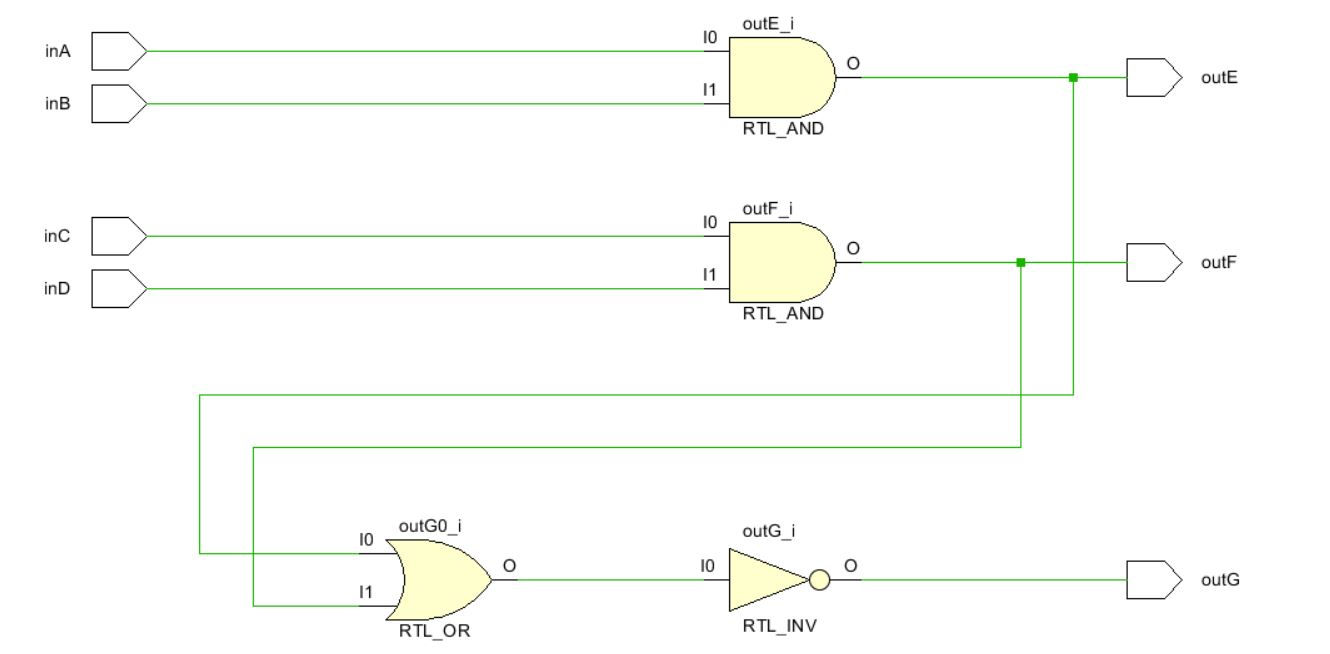 outE_i
inA
I0
O
outE
inB
I1
RTL_AND
outF_i
inC
I0
O
outF
inD
I1
RTL_AND
outG0_i
outG_i
I0
O
I0
O
outG
I1
RTL_OR
RTL_INV